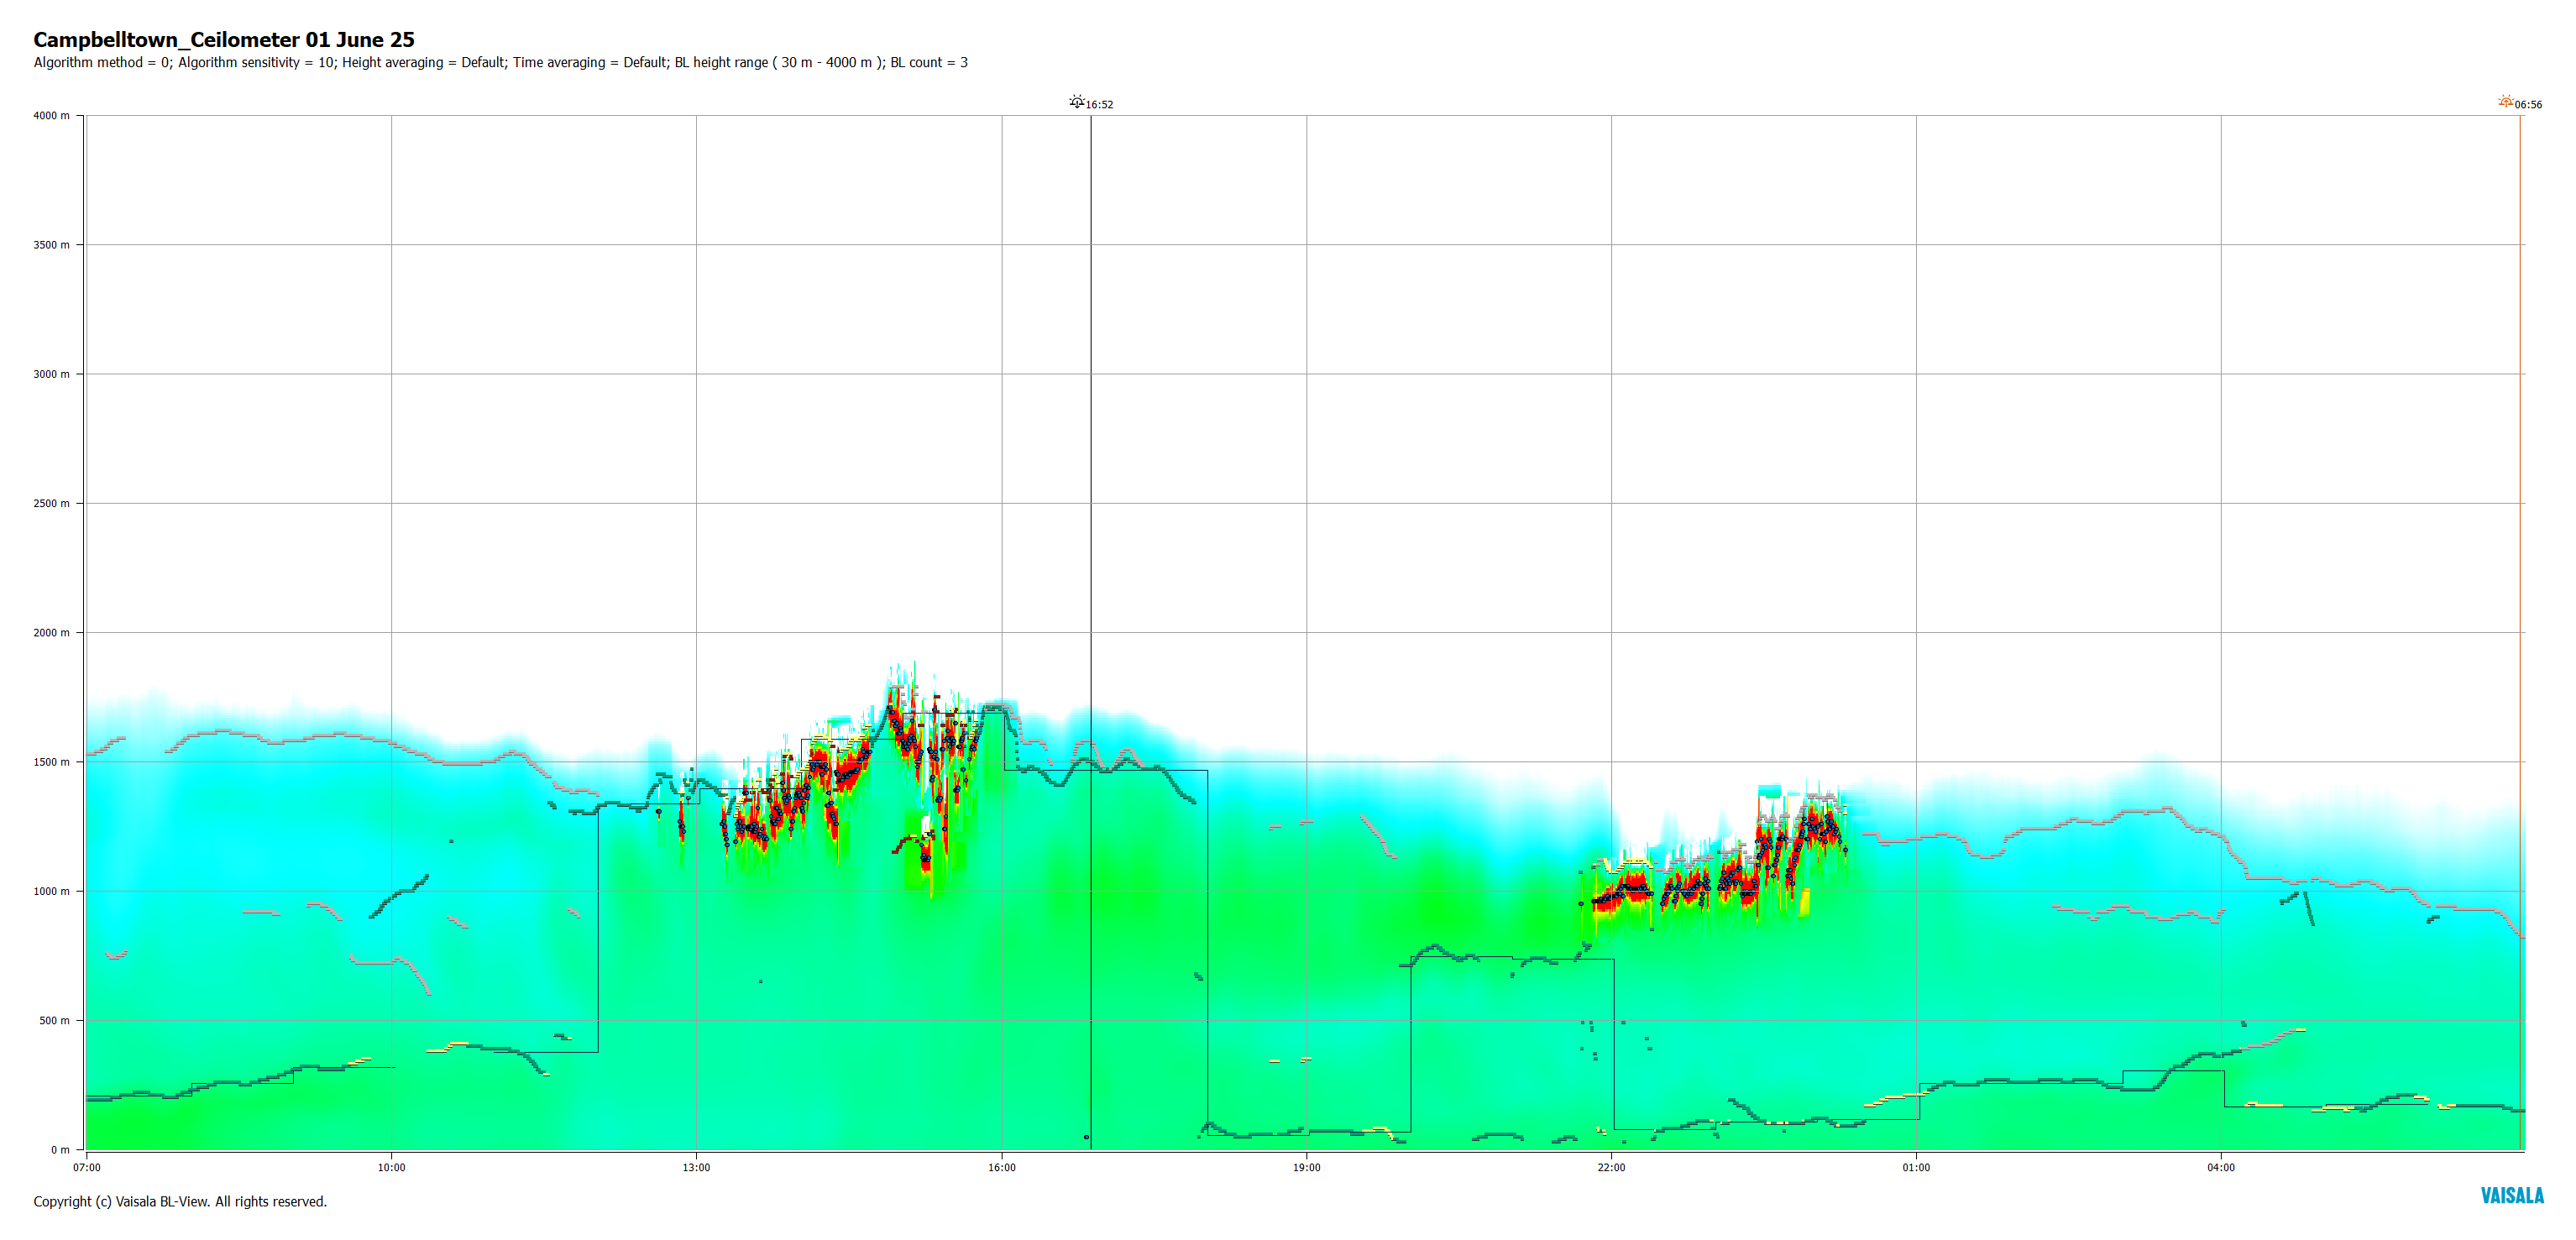 Campbelltown_Ceilometer 01 June 25
Algorithm method = 0; Algorithm sensitivity = 10; Height averaging = Default; Time averaging = Default; BL height range ( 30 m - 4000 m ); BL count = 3
16:52
06:56
4000 m
3500 m
3000 m
2500 m
2000 m
1500 m
1000 m
500 m
0 m
07:00 10:00 13:00 16:00 19:00 22:00 01:00 04:00
Copyright (c) Vaisala BL-View. All rights reserved.
VAISALA